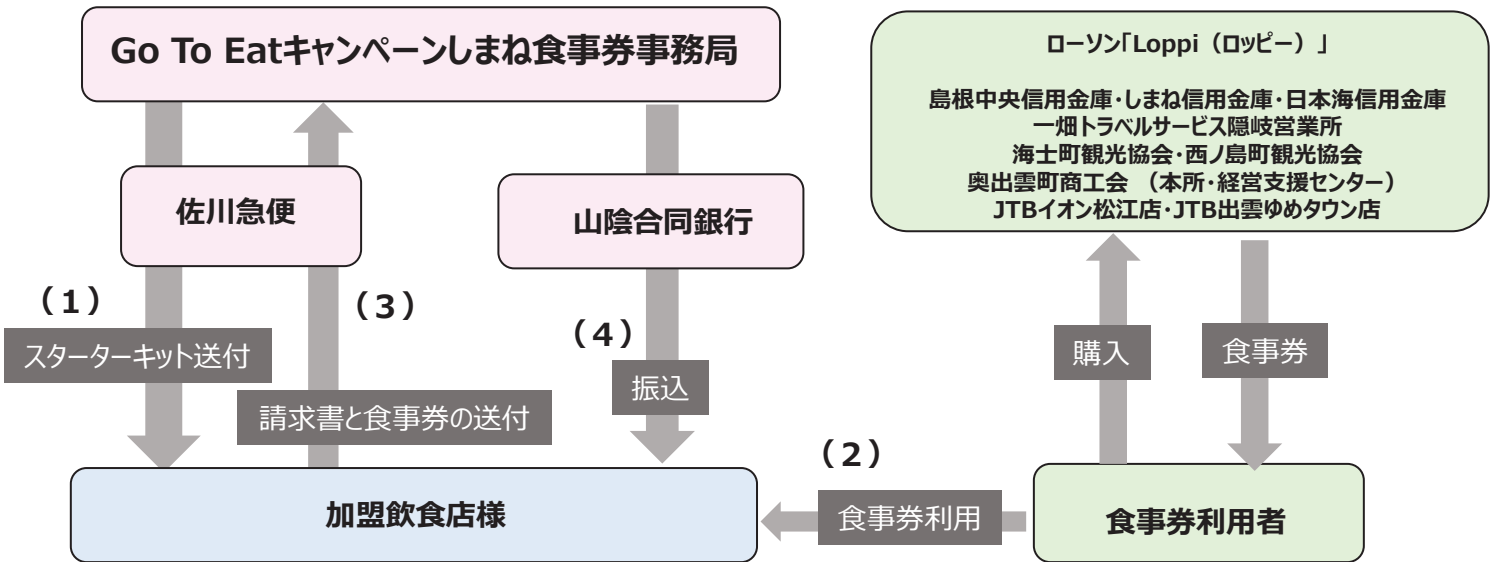 Go To Eatキャンペーンしまね食事券事務局
ローソン「Loppi（ロッピー）」
島根中央信用金庫・しまね信用金庫・日本海信用金庫
一畑トラベルサービス隠岐営業所
海士町観光協会・西ノ島町観光協会
奥出雲町商工会　（本所・経営支援センター）
JTBイオン松江店・JTB出雲ゆめタウン店
佐川急便
山陰合同銀行
（1）
（3）
（4）
スターターキット送付
請求書と食事券の送付
振込
購入
食事券
（2）
加盟飲食店様
食事券利用
食事券利用者